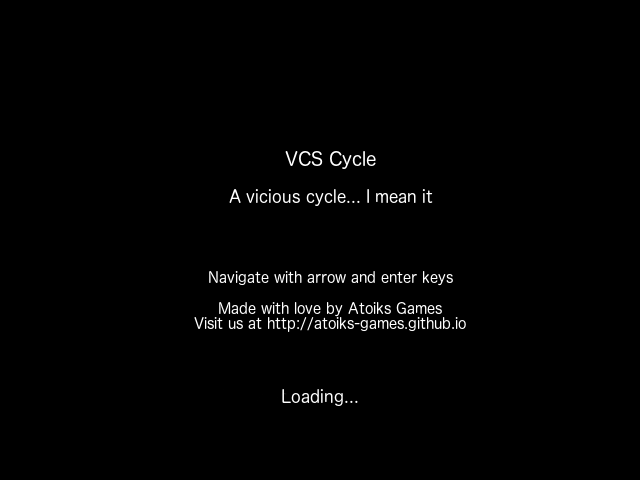 VCS Cycle
A vicious cycle... I mean it
Navigate with arrow and enter keys
Made with love by Atoiks Games
Visit us at http://atoiks-games.github.io
Loading...